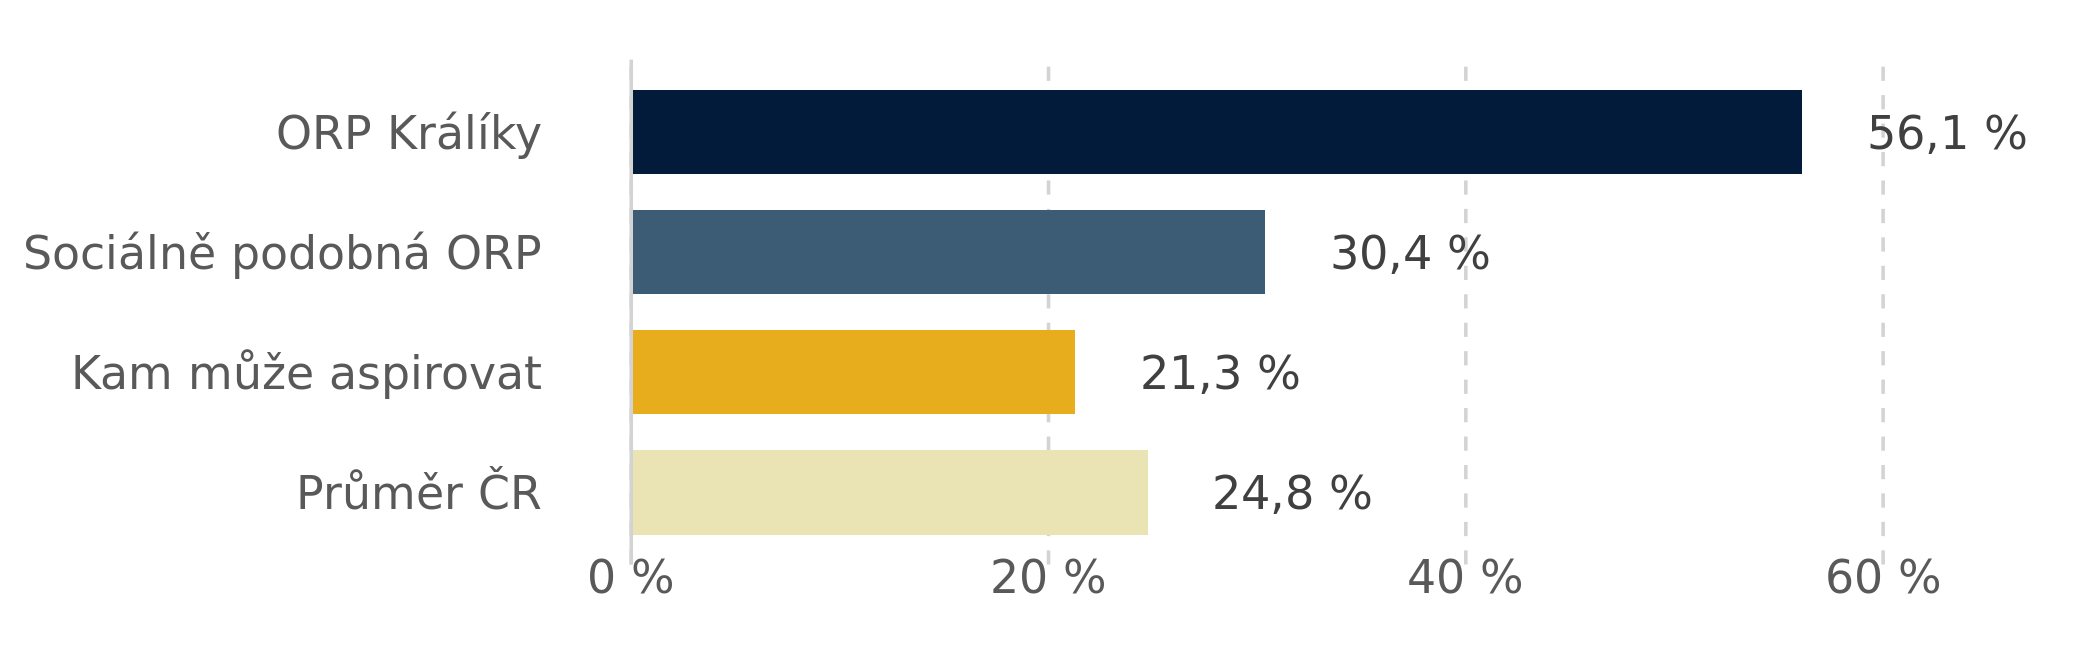 ORP Králíky 56,1 %
Sociálně podobná ORP 30,4 %
Kam může aspirovat 21,3 %
Průměr ČR 24,8 %
0 % 20 % 40 % 60 %